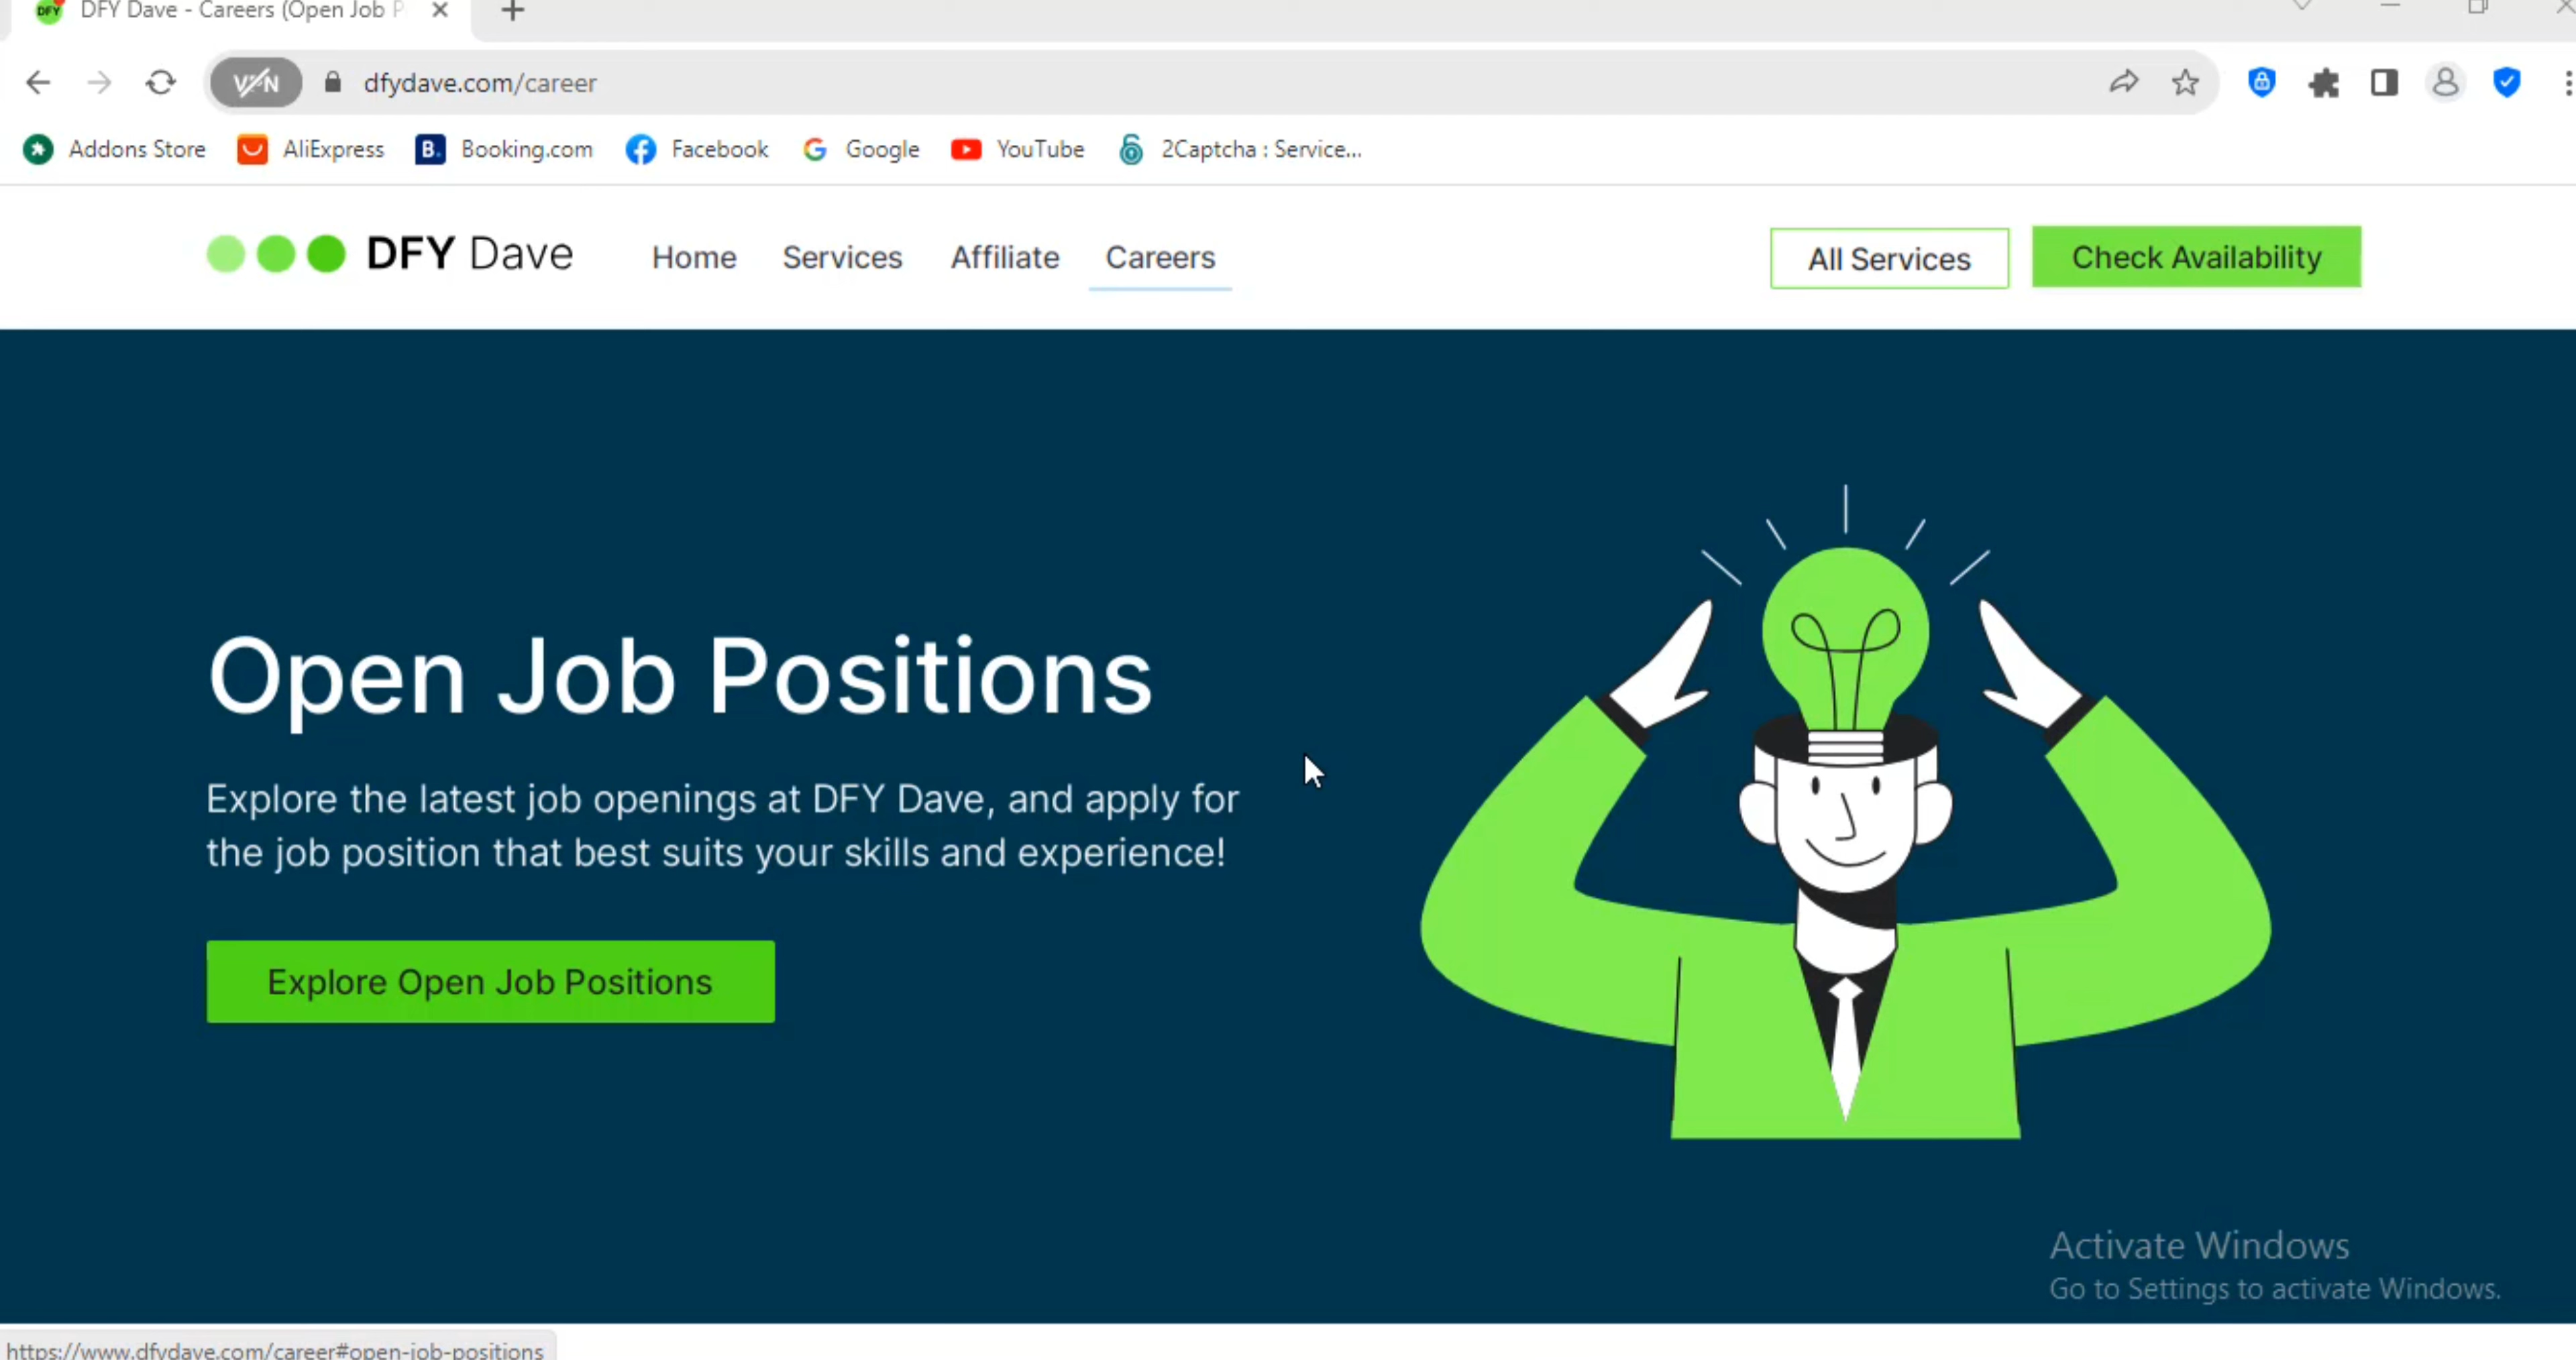 DFY DFY Dave - Careers (Open Job P
VPN dfydave.com/career
Addons Store AliExpress B. Booking.com Facebook Google YouTube 2Captcha : Service...
DFY Dave Home Services Affiliate Careers All Services Check Availability
Open Job Positions
Explore the latest job openings at DFY Dave, and apply for
the job position that best suits your skills and experience!
Explore Open Job Positions
Activate Windows
Go to Settings to activate Windows.
https://www.dfydave.com/career#open-job-positions